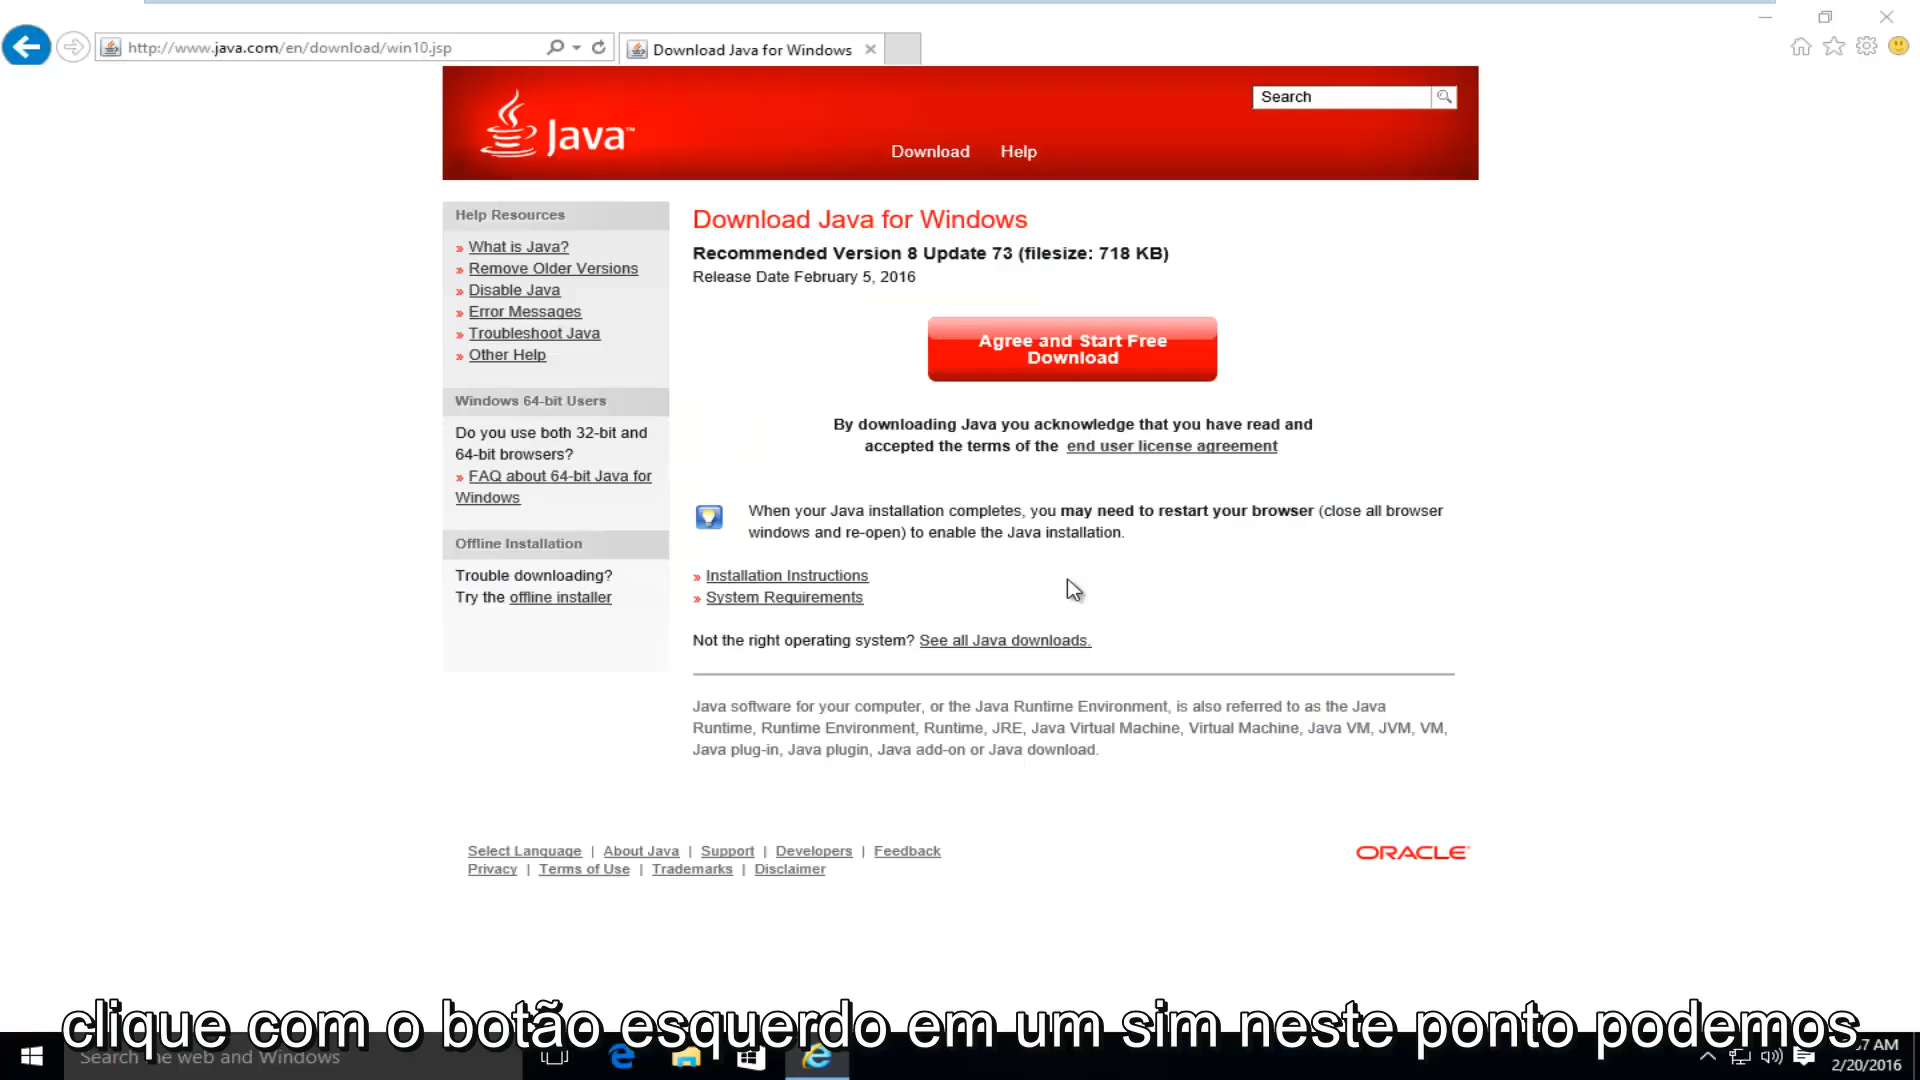 http://www.java.com/en/download/win10.jsp
Download Java for Windows
Java™
Search
Download Help
Help Resources
» What is Java?
» Remove Older Versions
» Disable Java
» Error Messages
» Troubleshoot Java
» Other Help
Windows 64-bit Users
Do you use both 32-bit and
64-bit browsers?
» FAQ about 64-bit Java for
Windows
Offline Installation
Trouble downloading?
Try the offline installer
Download Java for Windows
Recommended Version 8 Update 73 (filesize: 718 KB)
Release Date February 5, 2016
Agree and Start Free
Download
By downloading Java you acknowledge that you have read and
accepted the terms of the end user license agreement
When your Java installation completes, you may need to restart your browser (close all browser
windows and re-open) to enable the Java installation.
» Installation Instructions
» System Requirements
Not the right operating system? See all Java downloads.
Java software for your computer, or the Java Runtime Environment, is also referred to as the Java
Runtime, Runtime Environment, Runtime, JRE, Java Virtual Machine, Virtual Machine, Java VM, JVM, VM,
Java plug-in, Java plugin, Java add-on or Java download.
Select Language | About Java | Support | Developers | Feedback
Privacy | Terms of Use | Trademarks | Disclaimer
ORACLE
clique com o botão esquerdo em um sim neste ponto podemos
Search the web and Windows
7 AM
2/20/2016